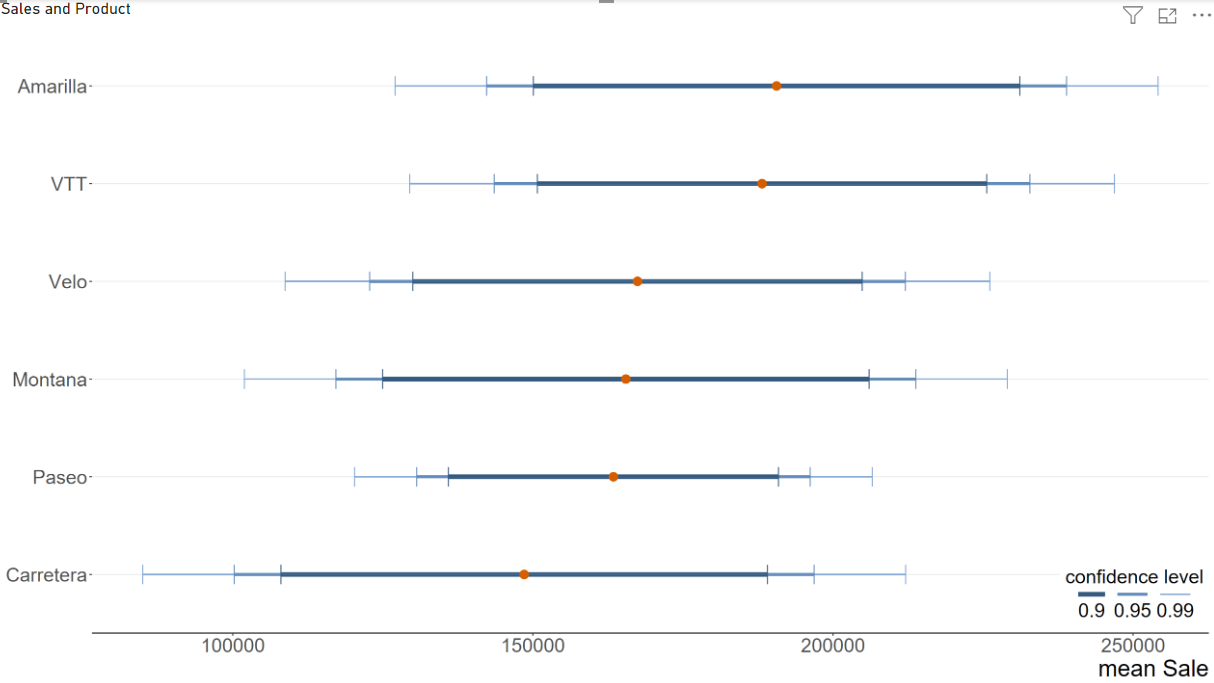 Sales and Product
Amarilla
VTT
Velo
Montana
Paseo
Carretera
confidence level
0.9 0.95 0.99
100000 150000 200000 250000
mean Sale